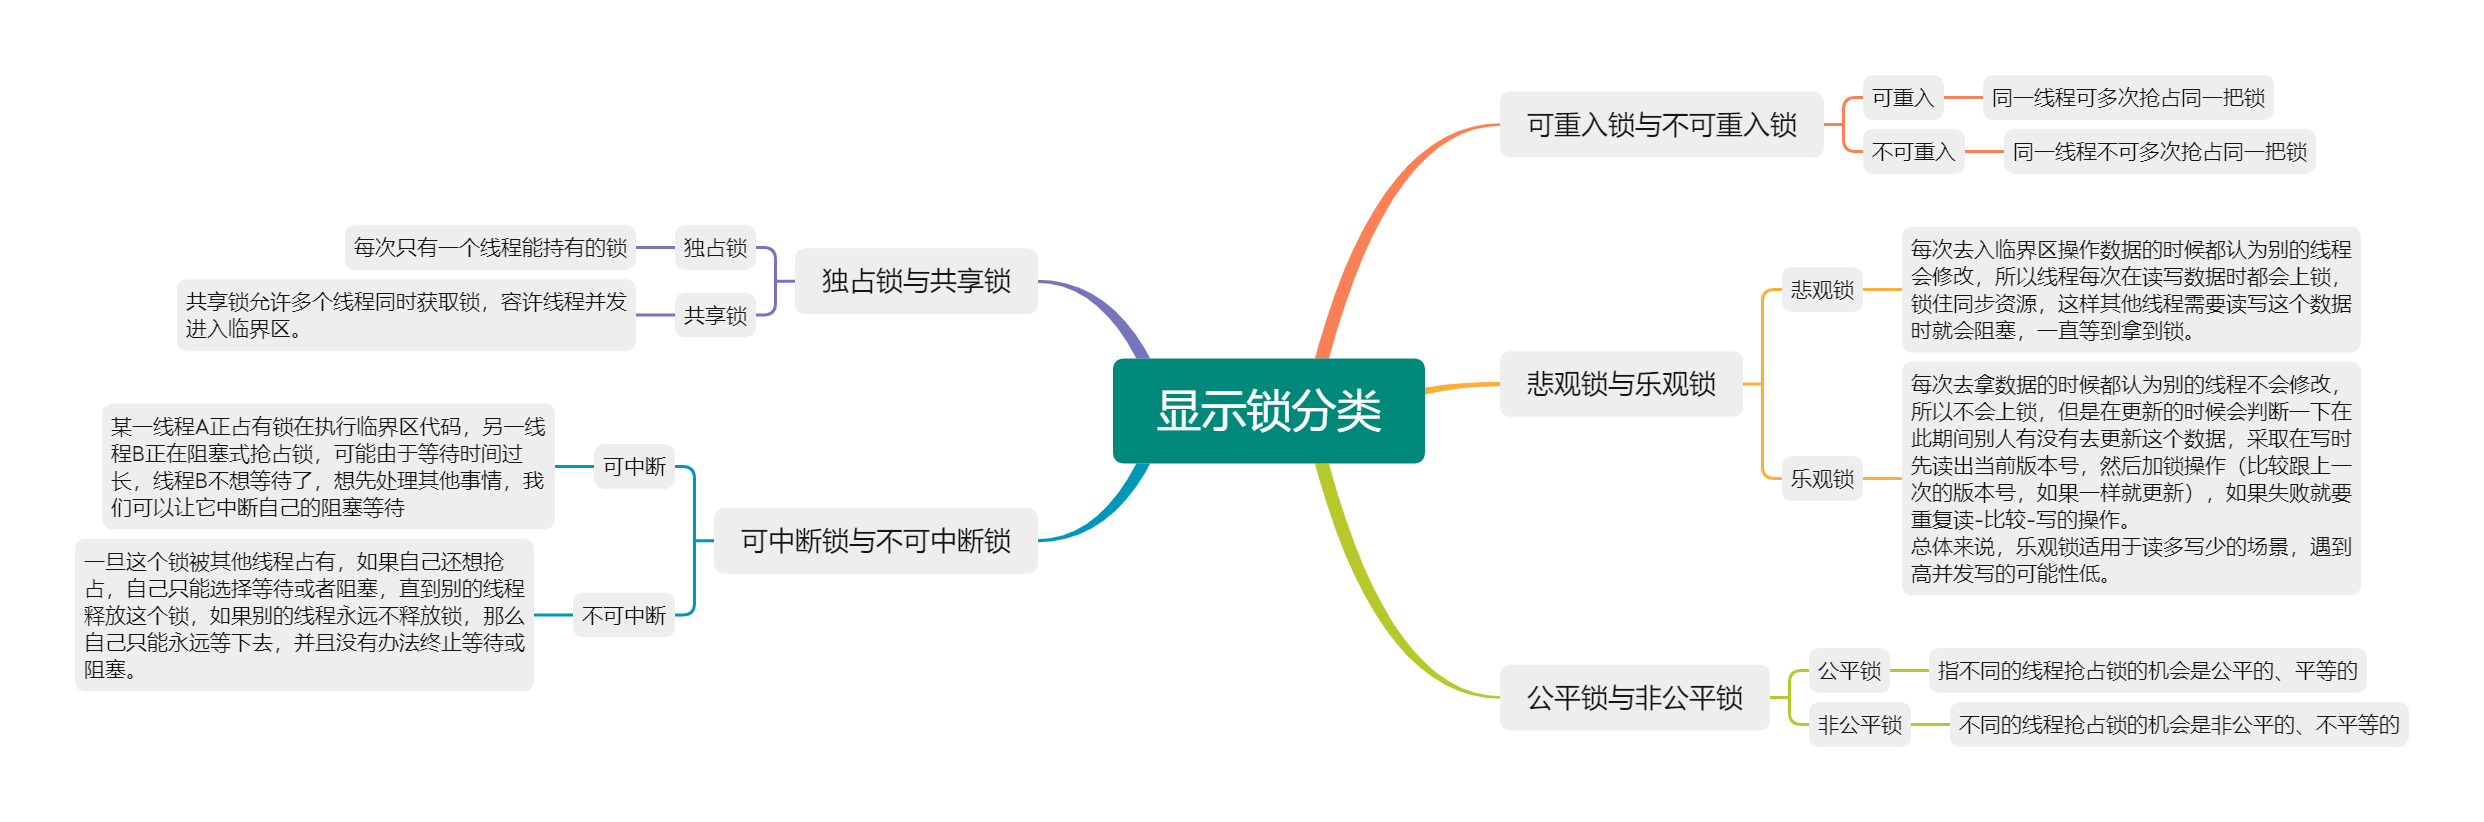 显示锁分类
可重入锁与不可重入锁
可重入
同一线程可多次抢占同一把锁
不可重入
同一线程不可多次抢占同一把锁
悲观锁与乐观锁
悲观锁
每次去入临界区操作数据的时候都认为别的线程
会修改，所以线程每次在读写数据时都会上锁，
锁住同步资源，这样其他线程需要读写这个数据
时就会阻塞，一直等到拿到锁。
乐观锁
每次去拿数据的时候都认为别的线程不会修改，
所以不会上锁，但是在更新的时候会判断一下在
此期间别人有没有去更新这个数据，采取在写时
先读出当前版本号，然后加锁操作（比较跟上一
次的版本号，如果一样就更新），如果失败就要
重复读-比较-写的操作。
总体来说，乐观锁适用于读多写少的场景，遇到
高并发写的可能性低。
公平锁与非公平锁
公平锁
指不同的线程抢占锁的机会是公平的、平等的
非公平锁
不同的线程抢占锁的机会是非公平的、不平等的
独占锁与共享锁
独占锁
每次只有一个线程能持有的锁
共享锁
共享锁允许多个线程同时获取锁，容许线程并发
进入临界区。
可中断锁与不可中断锁
可中断
某一线程A正占有锁在执行临界区代码，另一线
程B正在阻塞式抢占锁，可能由于等待时间过
长，线程B不想等待了，想先处理其他事情，我
们可以让它中断自己的阻塞等待
不可中断
一旦这个锁被其他线程占有，如果自己还想抢
占，自己只能选择等待或者阻塞，直到别的线程
释放这个锁，如果别的线程永远不释放锁，那么
自己只能永远等下去，并且没有办法终止等待或
阻塞。